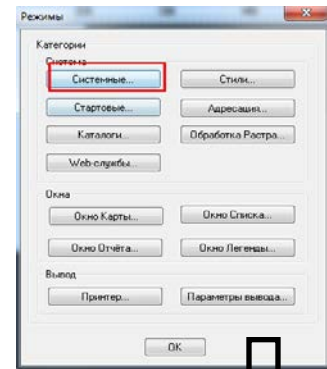 Режимы
Категории
Система
Системные... Стили...
Стартовые... Адресация...
Каталоги... Обработка Растра...
Web-службы...
Окна
Окно Карты... Окно Списка...
Окно Отчёта... Окно Легенды...
Вывод
Принтер... Параметры вывода...
OK